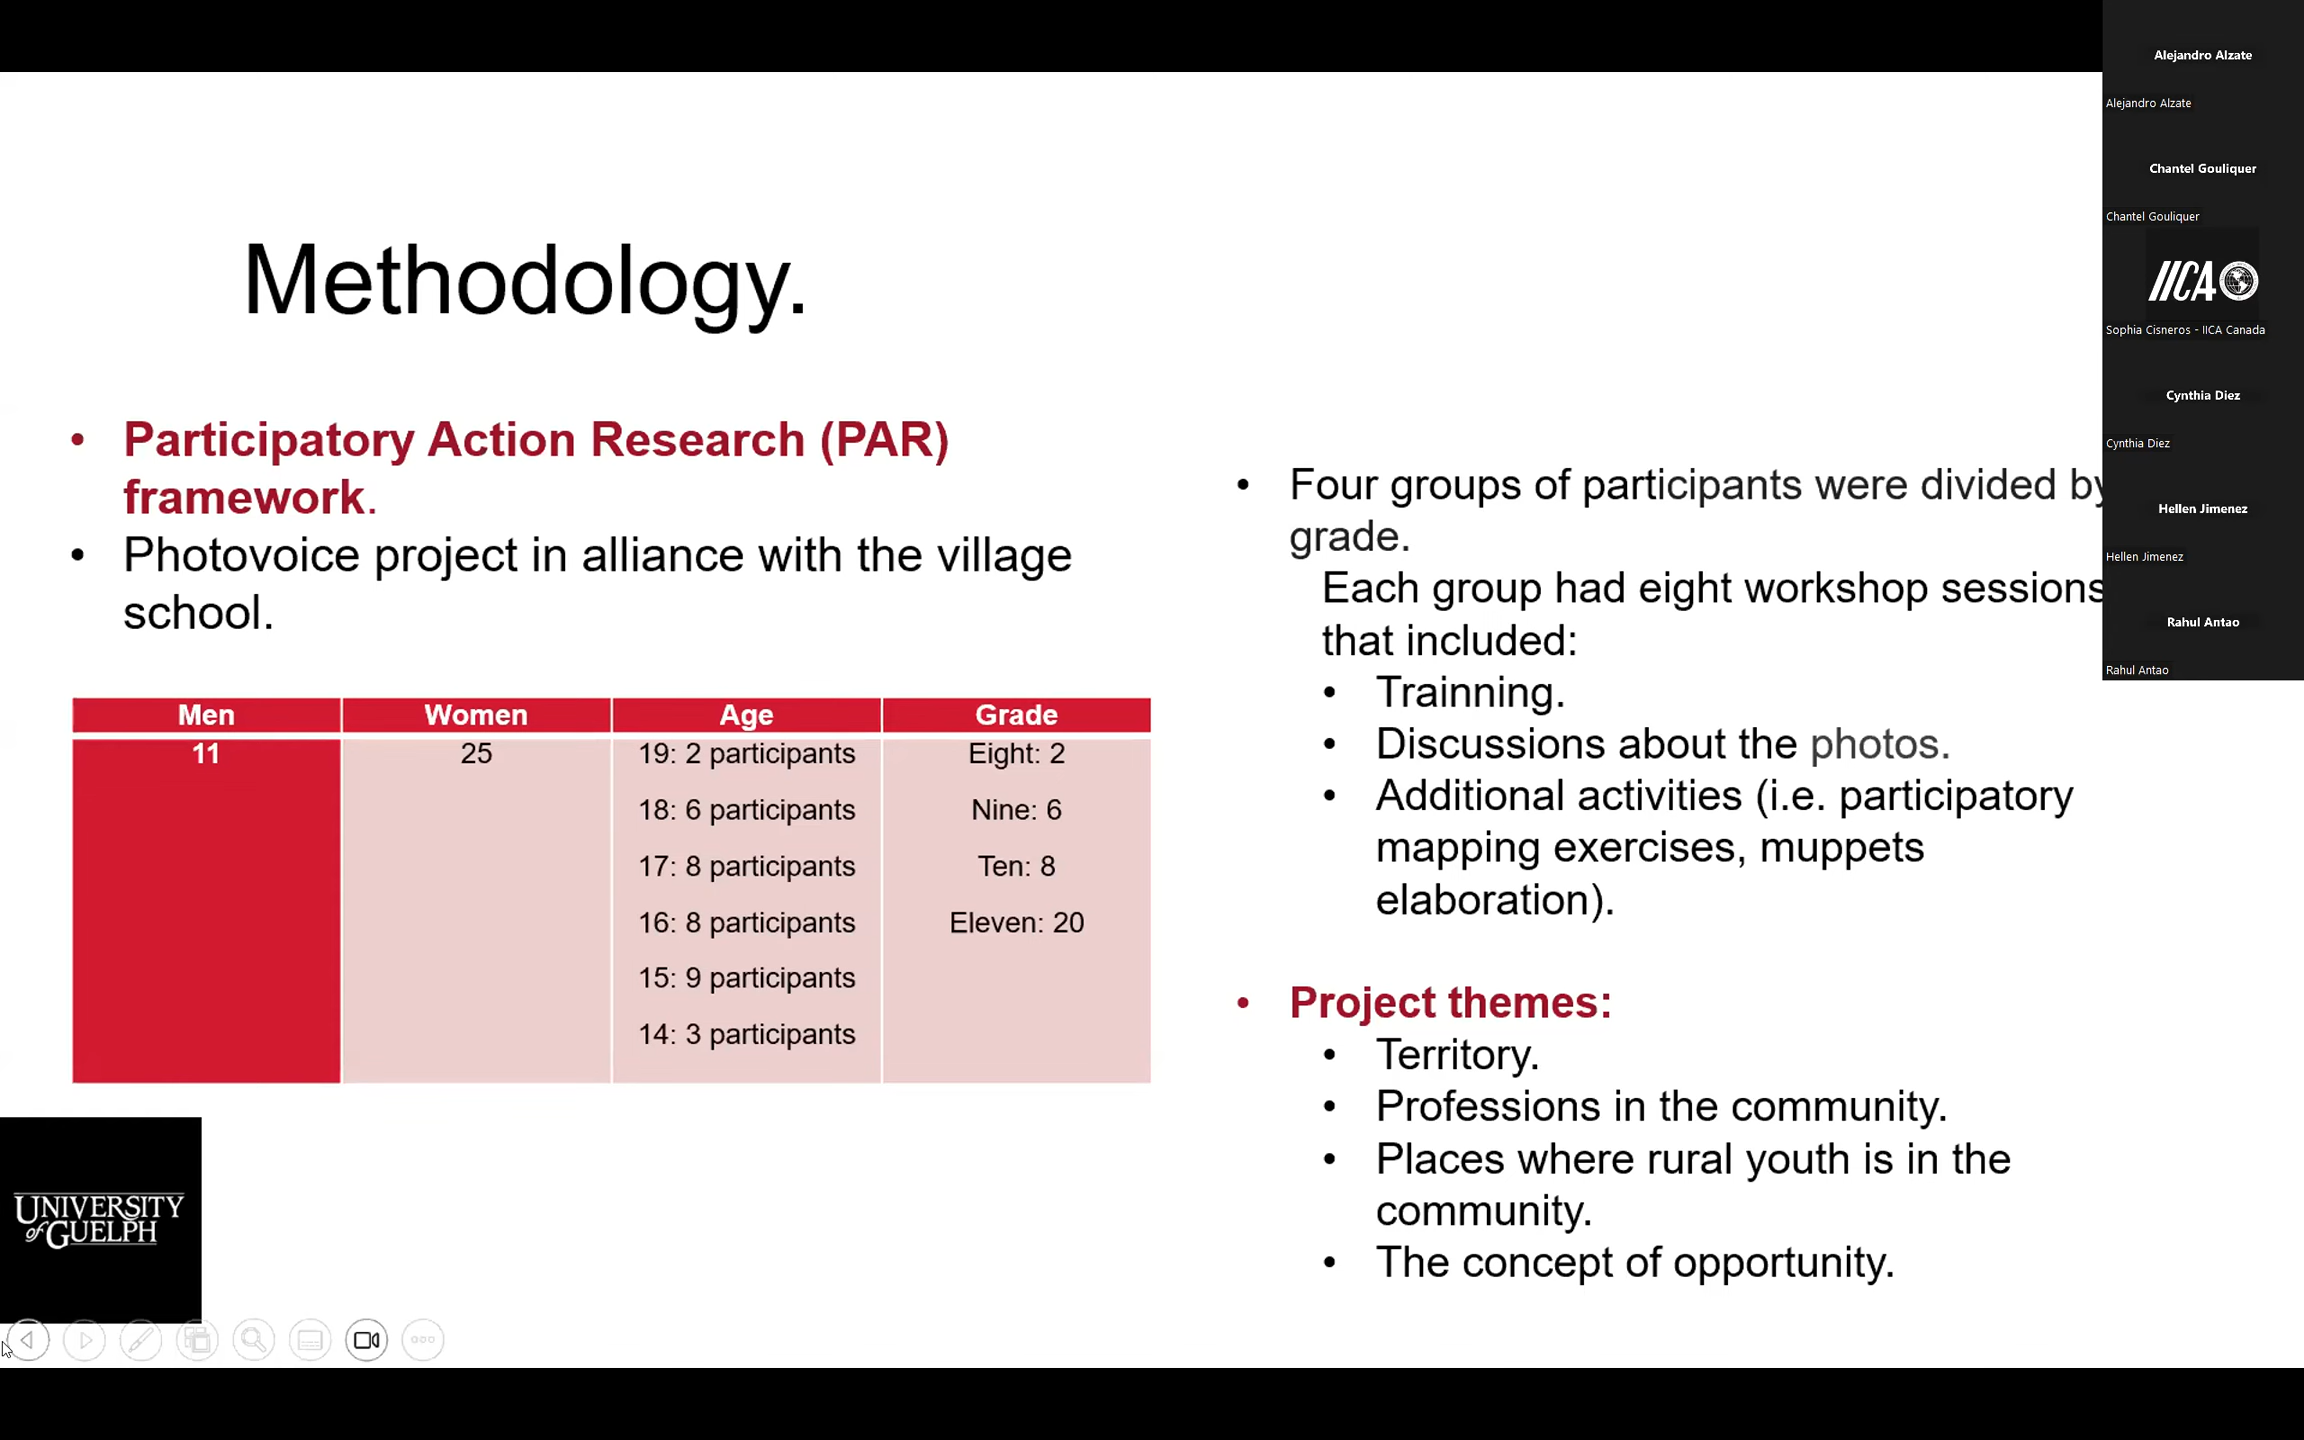 Methodology.
• Participatory Action Research (PAR)
framework.
• Photovoice project in alliance with the village
school.
Men Women Age Grade
11 25 19: 2 participants Eight: 2
18: 6 participants Nine: 6
17: 8 participants Ten: 8
16: 8 participants Eleven: 20
15: 9 participants
14: 3 participants
UNIVERSITY
of GUELPH
• Four groups of participants were divided by
grade.
Each group had eight workshop sessions
that included:
• Trainning.
• Discussions about the photos.
• Additional activities (i.e. participatory
mapping exercises, muppets
elaboration).
• Project themes:
• Territory.
• Professions in the community.
• Places where rural youth is in the
community.
• The concept of opportunity.
Alejandro Alzate
Alejandro Alzate
Chantel Gouliquer
Chantel Gouliquer
IICA
Sophia Cisneros - IICA Canada
Cynthia Diez
Cynthia Diez
Hellen Jimenez
Hellen Jimenez
Rahul Antao
Rahul Antao